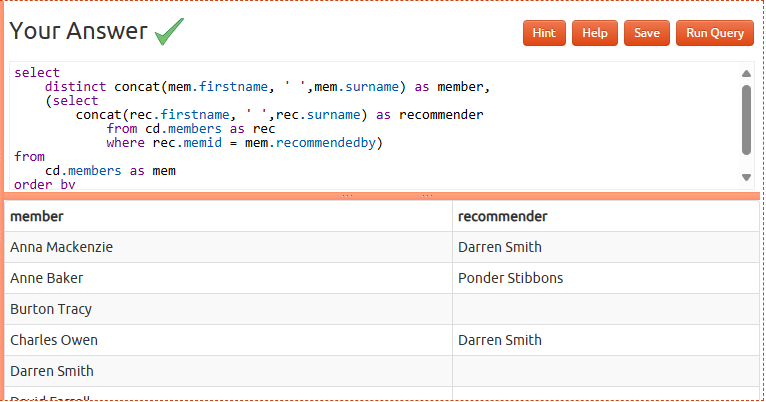 Your Answer
Hint Help Save Run Query
select
    distinct concat(mem.firstname, ' ',mem.surname) as member,
    (select
        concat(rec.firstname, ' ',rec.surname) as recommender
            from cd.members as rec
            where rec.memid = mem.recommendedby)
from
    cd.members as mem
order by
member recommender
Anna Mackenzie Darren Smith
Anne Baker Ponder Stibbons
Burton Tracy
Charles Owen Darren Smith
Darren Smith
David Farrell